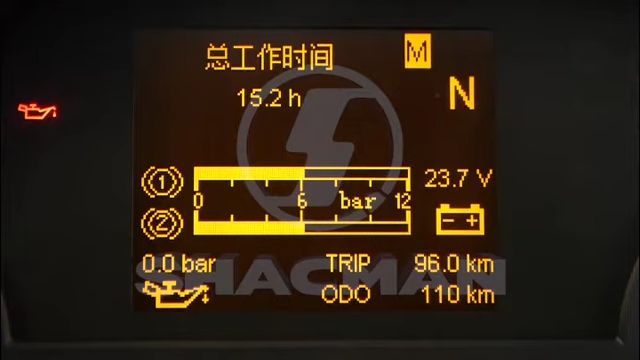 总工作时间 M
15.2 h N
1 23.7 V
0 6 bar 12
2
0.0 bar TRIP 96.0 km
SHACMAN
ODO 110 km